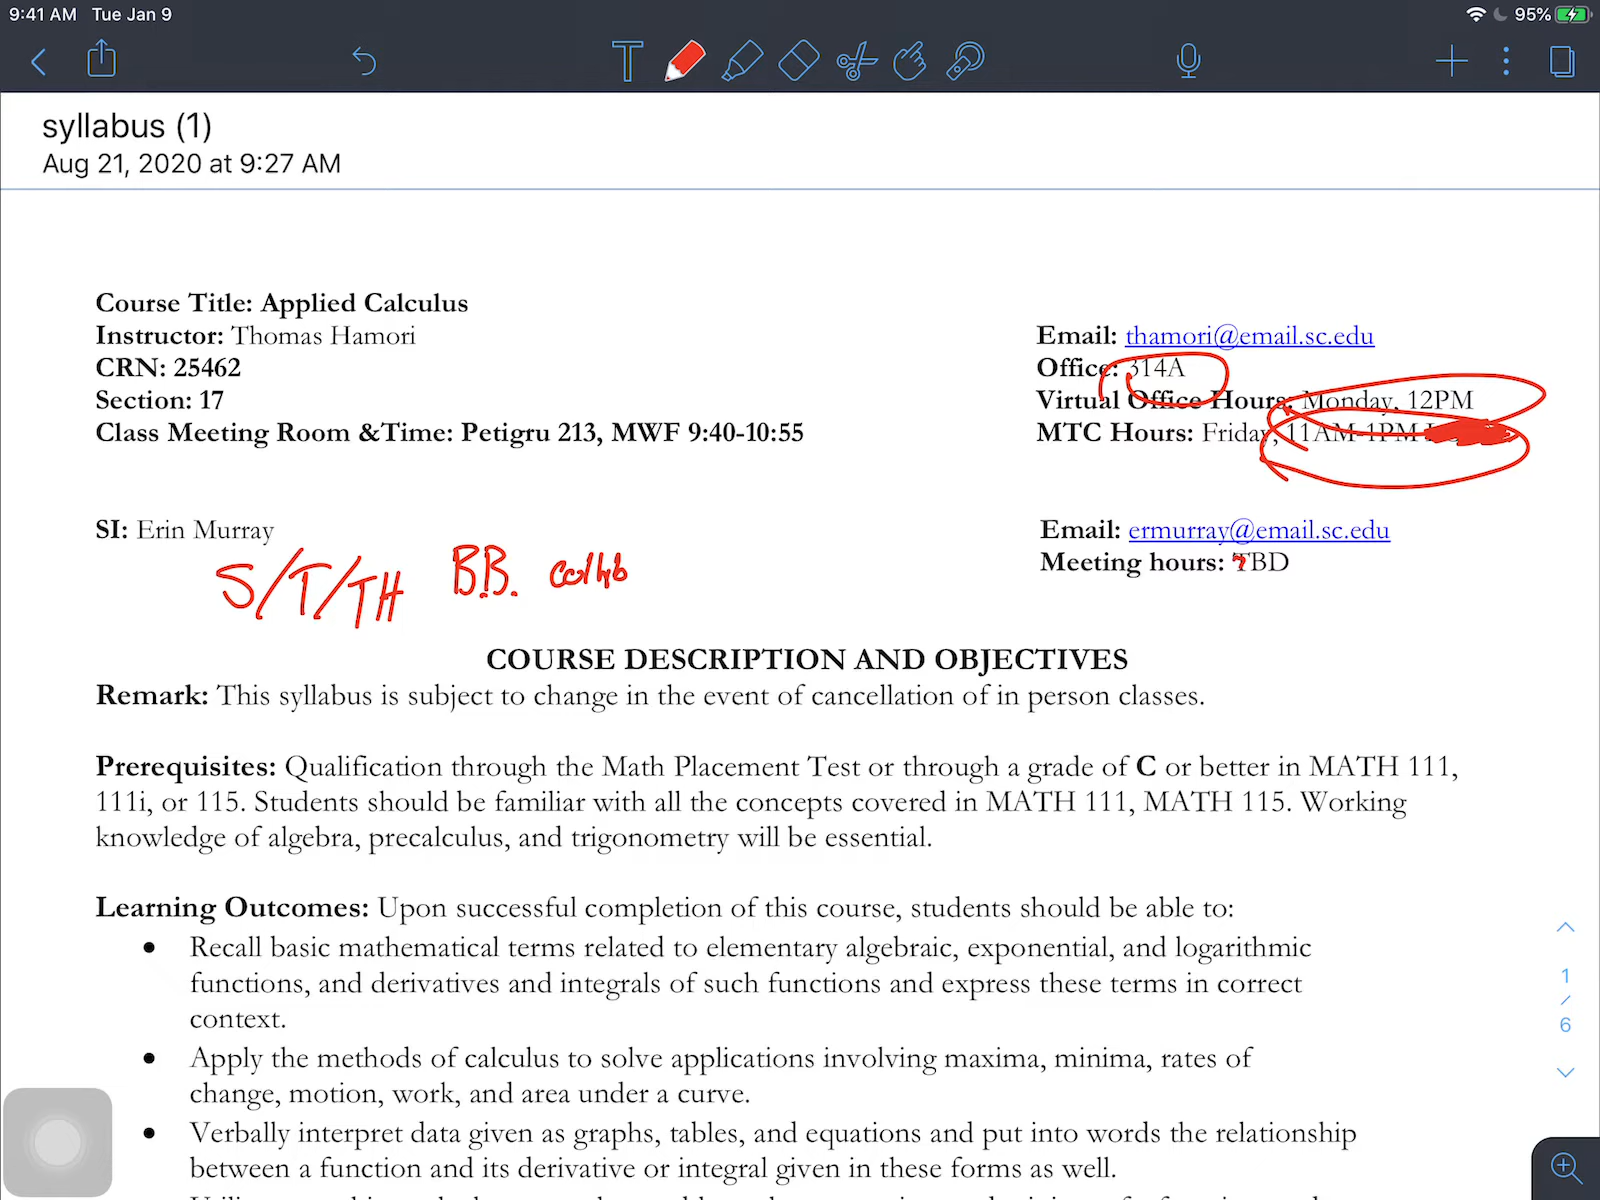 9:41 AM Tue Jan 9 95%
T
syllabus (1)
Aug 21, 2020 at 9:27 AM
Course Title: Applied Calculus
Instructor: Thomas Hamori
CRN: 25462
Section: 17
Class Meeting Room &Time: Petigru 213, MWF 9:40-10:55
Email: thamori@email.sc.edu
Office: 314A
Virtual Office Hours: Monday, 12PM
MTC Hours: Friday, 11AM-1PM
SI: Erin Murray
Email: ermurray@email.sc.edu
Meeting hours: TBD
S/T/TH B.B. collab
COURSE DESCRIPTION AND OBJECTIVES
Remark: This syllabus is subject to change in the event of cancellation of in person classes.
Prerequisites: Qualification through the Math Placement Test or through a grade of C or better in MATH 111,
111i, or 115. Students should be familiar with all the concepts covered in MATH 111, MATH 115. Working
knowledge of algebra, precalculus, and trigonometry will be essential.
Learning Outcomes: Upon successful completion of this course, students should be able to:
• Recall basic mathematical terms related to elementary algebraic, exponential, and logarithmic
functions, and derivatives and integrals of such functions and express these terms in correct
context.
• Apply the methods of calculus to solve applications involving maxima, minima, rates of
change, motion, work, and area under a curve.
• Verbally interpret data given as graphs, tables, and equations and put into words the relationship
between a function and its derivative or integral given in these forms as well.
1
/
6